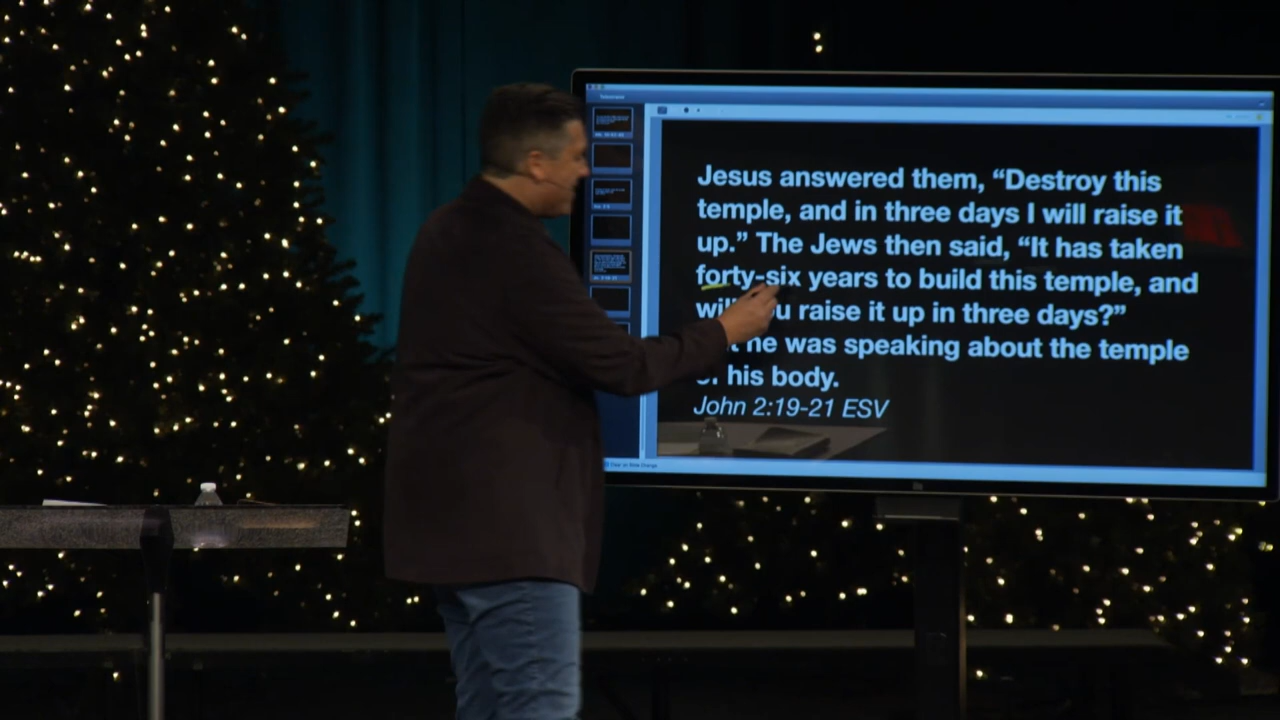 Jesus answered them, “Destroy this
temple, and in three days I will raise it
up.” The Jews then said, “It has taken
forty-six years to build this temple, and
will you raise it up in three days?”
he was speaking about the temple
his body.
John 2:19-21 ESV